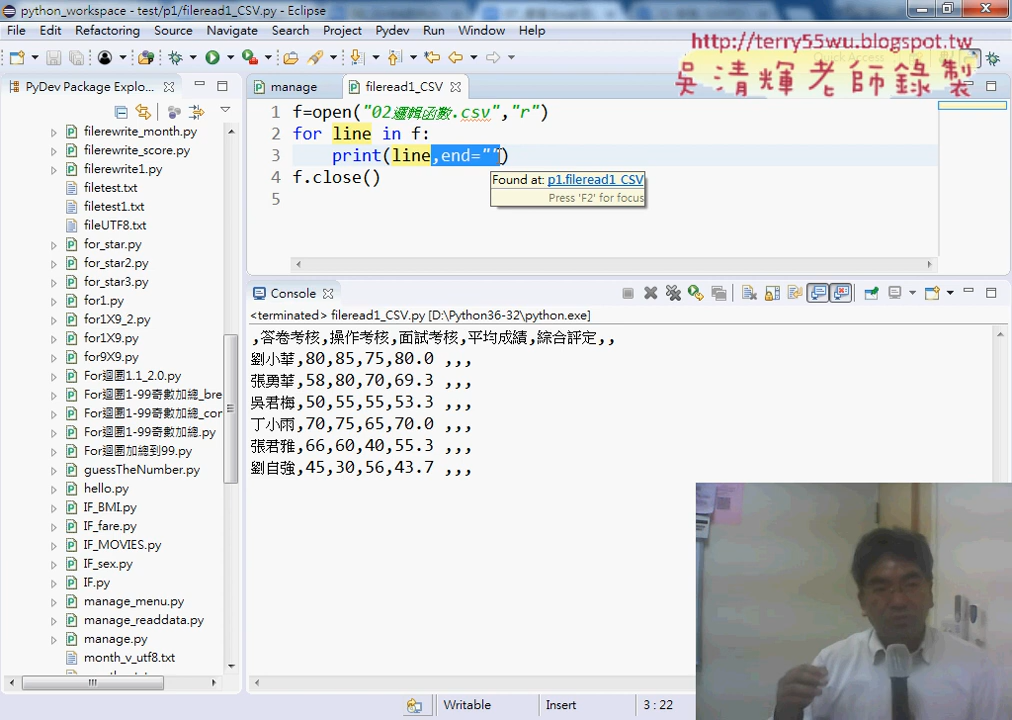 python_workspace - test/p1/fileread1_CSV.py - Eclipse
File Edit Refactoring Source Navigate Search Project Pydev Run Window Help
http://terry55wu.blogspot.tw
Quick Access
吳清輝老師錄製
PyDev Package Explo...
manage
fileread1_CSV
1 f=open("02邏輯函數.csv","r")
2 for line in f:
3 print(line,end="")
4 f.close()
5
Found at: p1.fileread1_CSV
Press 'F2' for focus
filerewrite_month.py
filerewrite_score.py
filerewrite1.py
filetest.txt
filetest1.txt
fileUTF8.txt
for_star.py
for_star2.py
for_star3.py
for1.py
for1X9_2.py
for1X9.py
for9X9.py
For迴圈1.1_2.0.py
For迴圈1-99奇數加總_bre
For迴圈1-99奇數加總_cor
For迴圈1-99奇數加總.py
For迴圈加總到99.py
guessTheNumber.py
hello.py
IF_BMI.py
IF_fare.py
IF_MOVIES.py
IF_sex.py
IF.py
manage_menu.py
manage_readdata.py
manage.py
month_v_utf8.txt
Console
<terminated> fileread1_CSV.py [D:\Python36-32\python.exe]
,答卷考核,操作考核,面試考核,平均成績,綜合評定,,
劉小華,80,85,75,80.0 ,,,
張勇華,58,80,70,69.3 ,,,
吳君梅,50,55,55,53.3 ,,,
丁小雨,70,75,65,70.0 ,,,
張君雅,66,60,40,55.3 ,,,
劉自強,45,30,56,43.7 ,,,
Writable Insert 3 : 22